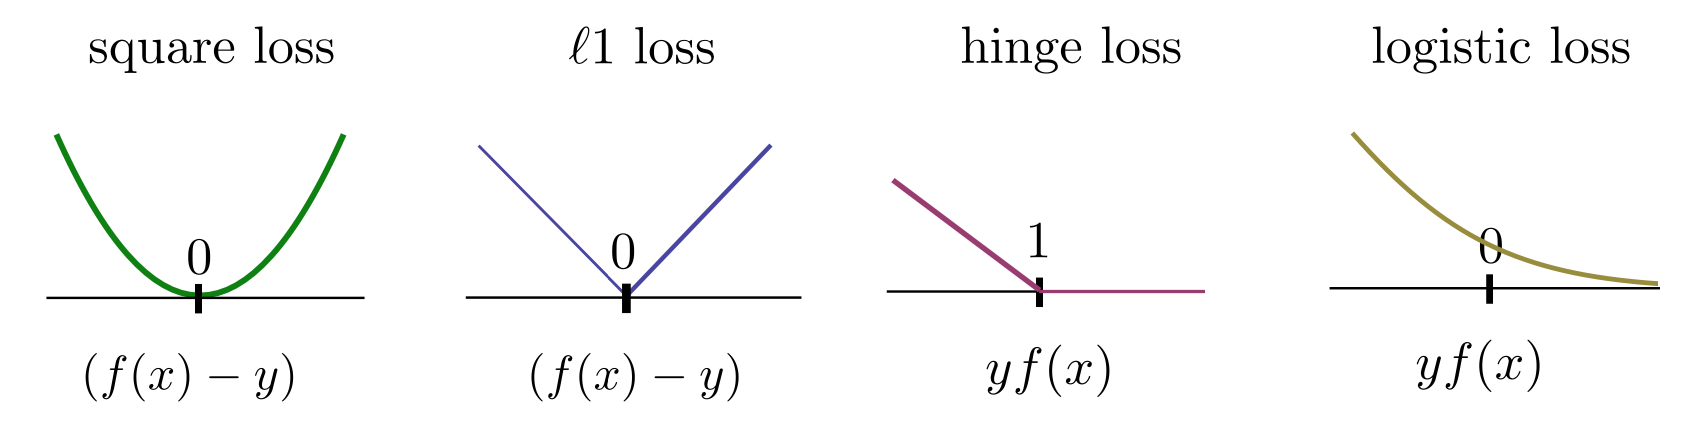 square loss
ℓ1 loss
hinge loss
logistic loss
0
0
1
0
(f(x) − y)
(f(x) − y)
yf(x)
yf(x)